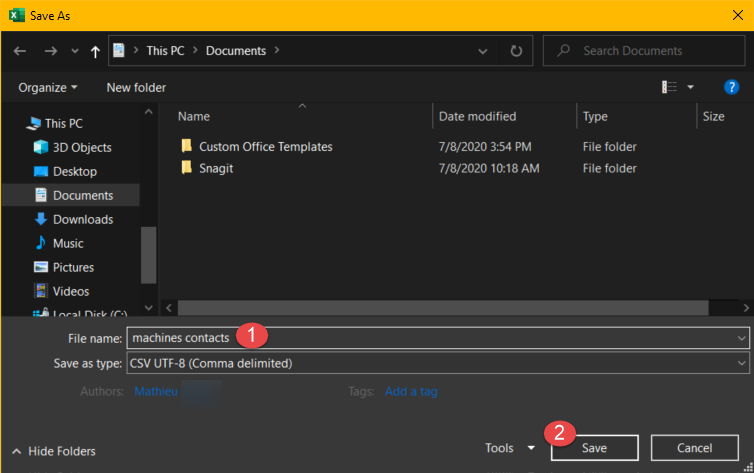 Save As
This PC > Documents >
Search Documents
Organize
New folder
?
Name
Date modified
Type
Size
This PC
3D Objects
Desktop
Documents
Downloads
Music
Pictures
Videos
Local Disk (C:)
Custom Office Templates 7/8/2020 3:54 PM File folder
Snagit 7/8/2020 10:18 AM File folder
File name: machines contacts 1
Save as type: CSV UTF-8 (Comma delimited)
Authors: Mathieu
Tags: Add a tag
Hide Folders
Tools
2
Save
Cancel